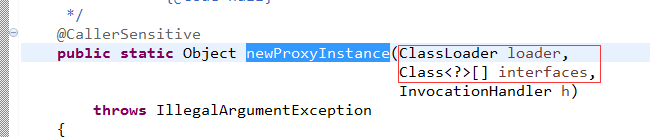 */
@CallerSensitive
public static Object newProxyInstance(ClassLoader loader,
Class<?>[] interfaces,
InvocationHandler h)
throws IllegalArgumentException
{